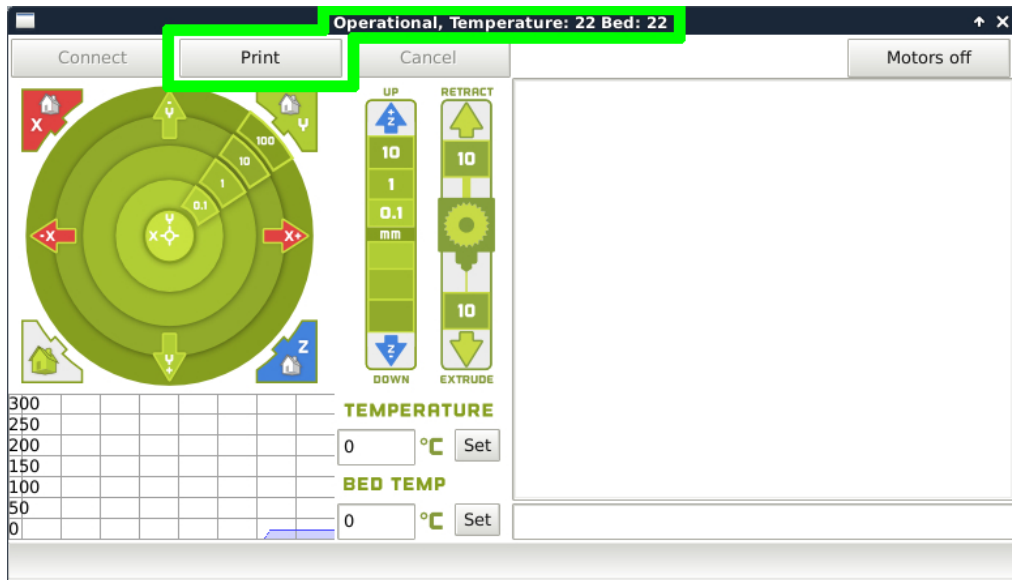 Operational, Temperature: 22 Bed: 22
Connect
Print
Cancel
Motors off
X
-Y
Y
100
10
1
0.1
Y
X
-X
X+
Y+
Z
UP
+Z
10
1
0.1
mm
Z-
DOWN
RETRACT
10
10
EXTRUDE
300
250
200
150
100
50
0
TEMPERATURE
0 °C Set
BED TEMP
0 °C Set